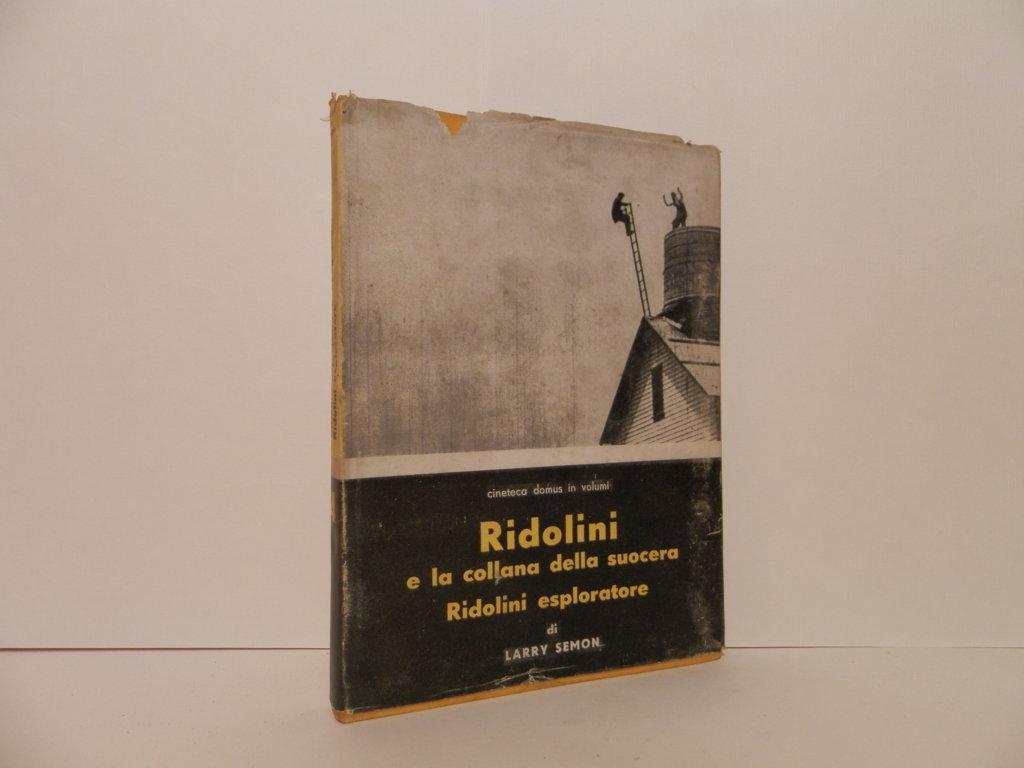 cineteca domus in volumi
Ridolini
e la collana della suocera
Ridolini esploratore
di
LARRY SEMON